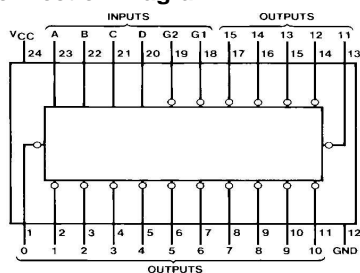 INPUTS OUTPUTS
VCC A B C D G2 G1 15 14 13 12 11
24 23 22 21 20 19 18 17 16 15 14 13
1 2 3 4 5 6 7 8 9 10 11 12
0 1 2 3 4 5 6 7 8 9 10 GND
OUTPUTS